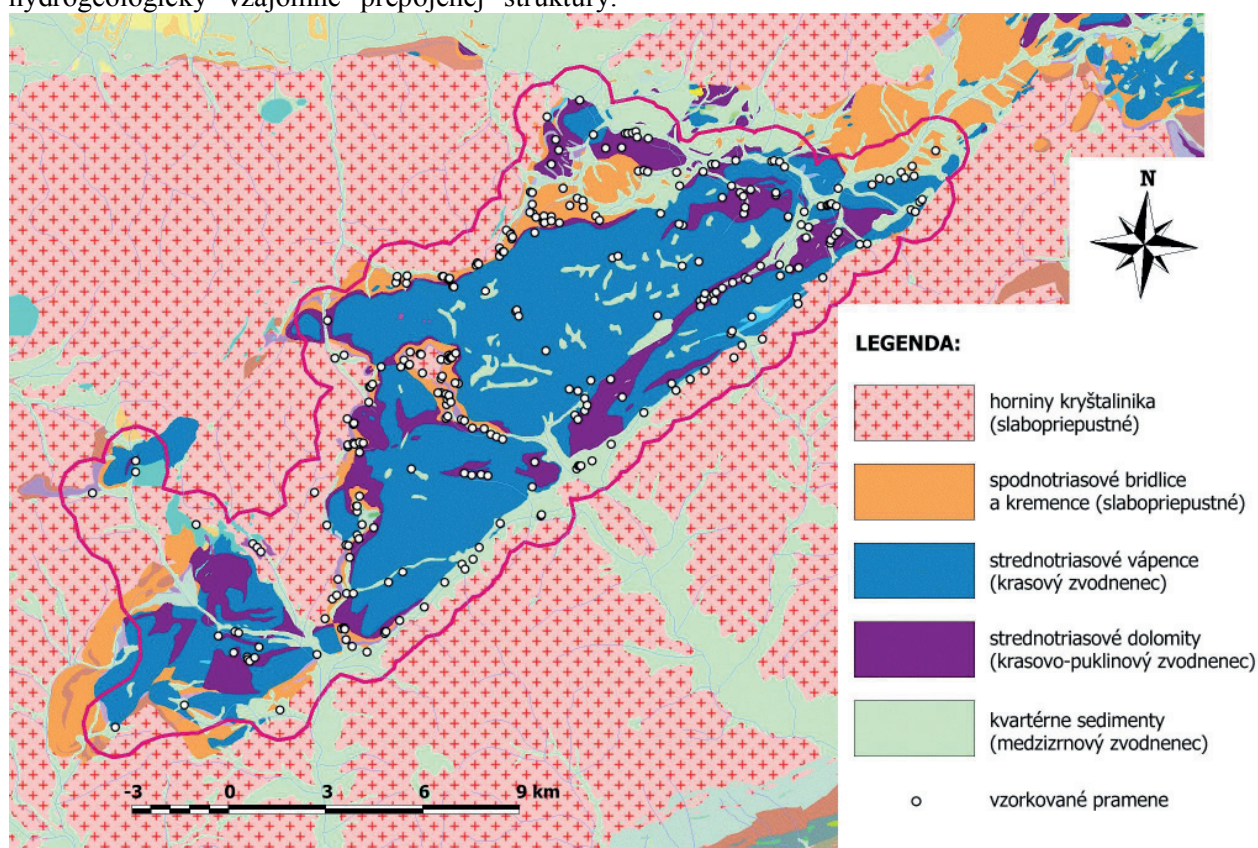 hydrogeologicky vzájomne prepojenej štruktúry.
N
LEGENDA:
horniny kryštalinika
(slabopriepustné)
spodnotriasové bridlice
a kremence (slabopriepustné)
strednotriasové vápence
(krasový zvodnenec)
strednotriasové dolomity
(krasovo-puklinový zvodnenec)
kvartérne sedimenty
(medzizrnový zvodnenec)
vzorkované pramene
-3 0 3 6 9 km